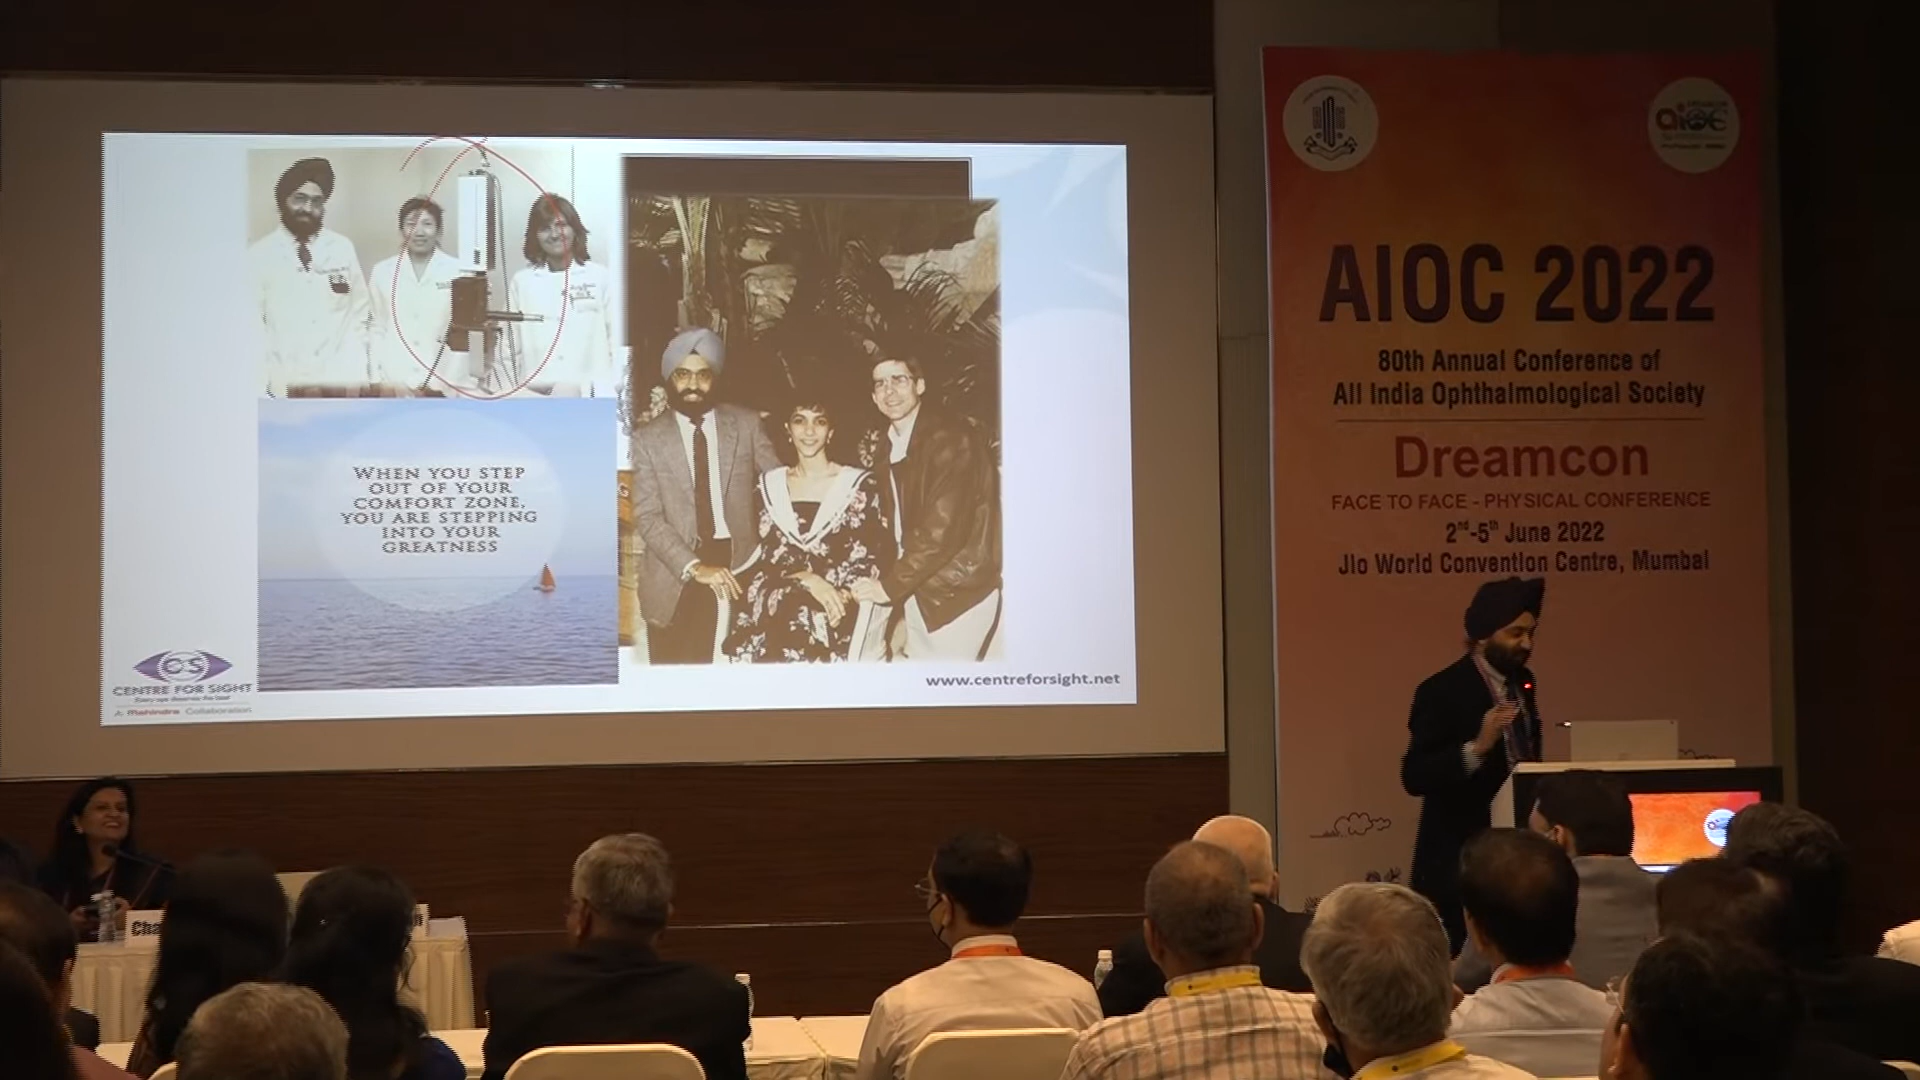 WHEN YOU STEP
OUT OF YOUR
COMFORT ZONE,
YOU ARE STEPPING
INTO YOUR
GREATNESS
CENTRE FOR SIGHT
A Mahindra Collaboration
www.centreforsight.net
AIOC 2022
80th Annual Conference of
All India Ophthalmological Society
Dreamcon
FACE TO FACE - PHYSICAL CONFERENCE
2nd-5th June 2022
Jio World Convention Centre, Mumbai
Cha